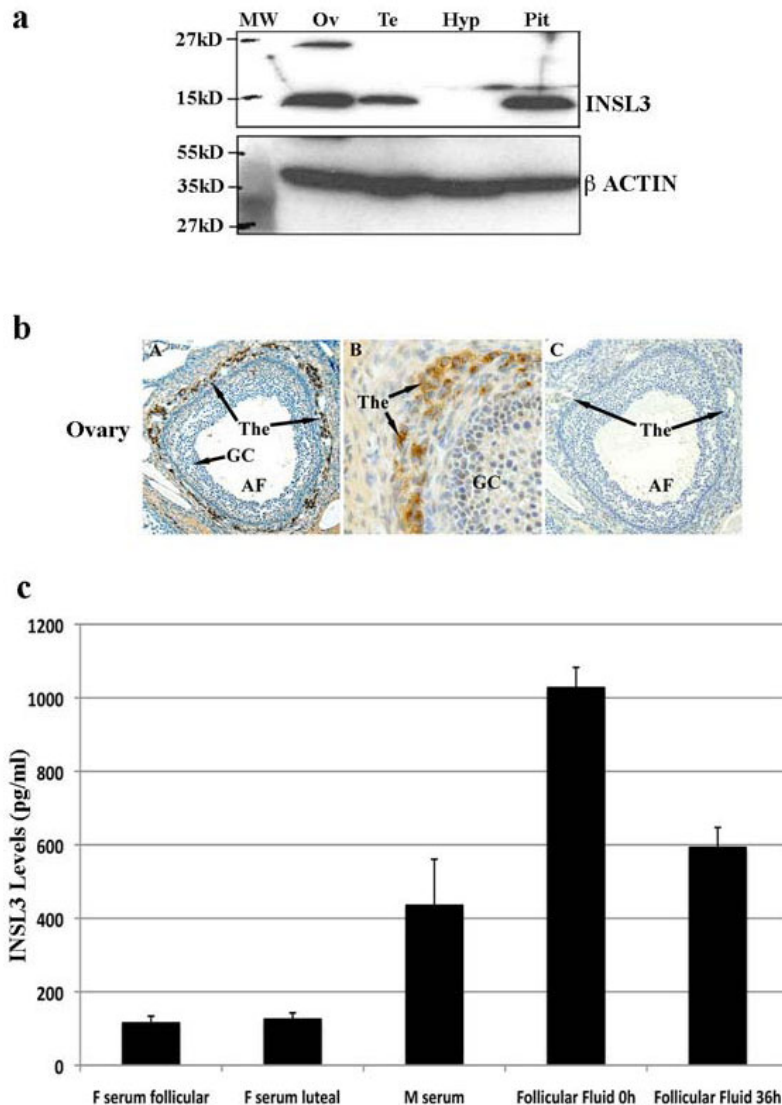 a
MW Ov Te Hyp Pit
27kD
15kD
INSL3
55kD
35kD
27kD
β ACTIN
b
Ovary
A
The
GC
AF
B
The
GC
C
The
AF
c
INSL3 Levels (pg/ml)
1200
1000
800
600
400
200
0
F serum follicular F serum luteal M serum Follicular Fluid 0h Follicular Fluid 36h